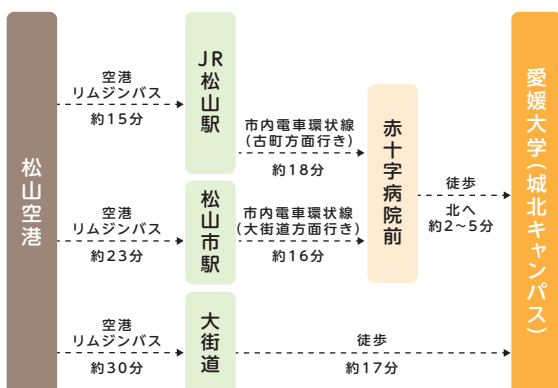 松山空港
空港
リムジンバス
約15分
JR松山駅
市内電車環状線
(古町方面行き)
約18分
空港
リムジンバス
約23分
松山市駅
市内電車環状線
(大街道方面行き)
約16分
赤十字病院前
徒歩
北へ
約2~5分
空港
リムジンバス
約30分
大街道
徒歩
約17分
愛媛大学(城北キャンパス)